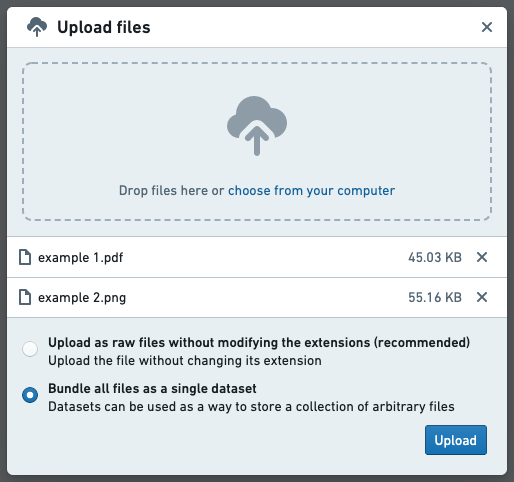 Upload files
Drop files here or choose from your computer
example 1.pdf 45.03 KB
example 2.png 55.16 KB
Upload as raw files without modifying the extensions (recommended)
Upload the file without changing its extension
Bundle all files as a single dataset
Datasets can be used as a way to store a collection of arbitrary files
Upload